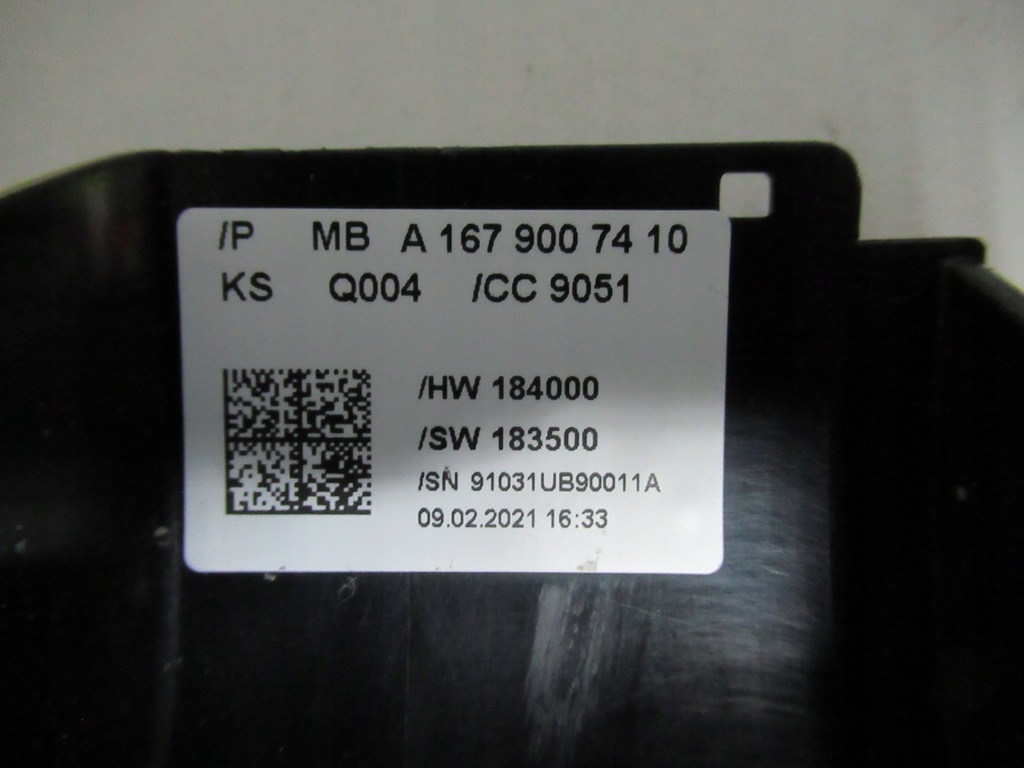 /P MB A 167 900 74 10
KS Q004 /CC 9051
/HW 184000
/SW 183500
/SN 91031UB90011A
09.02.2021 16:33